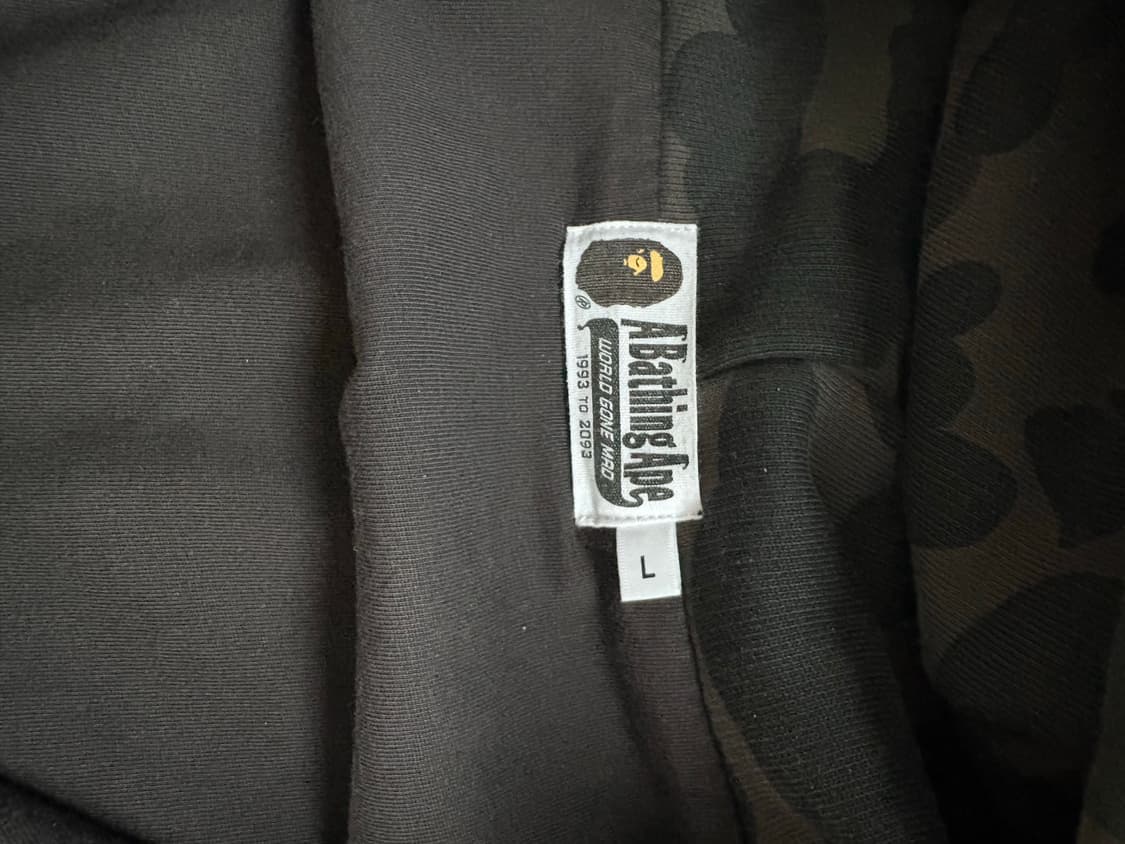 ®
A Bathing Ape
WORLD GONE MAD
1993 TO 2093
L